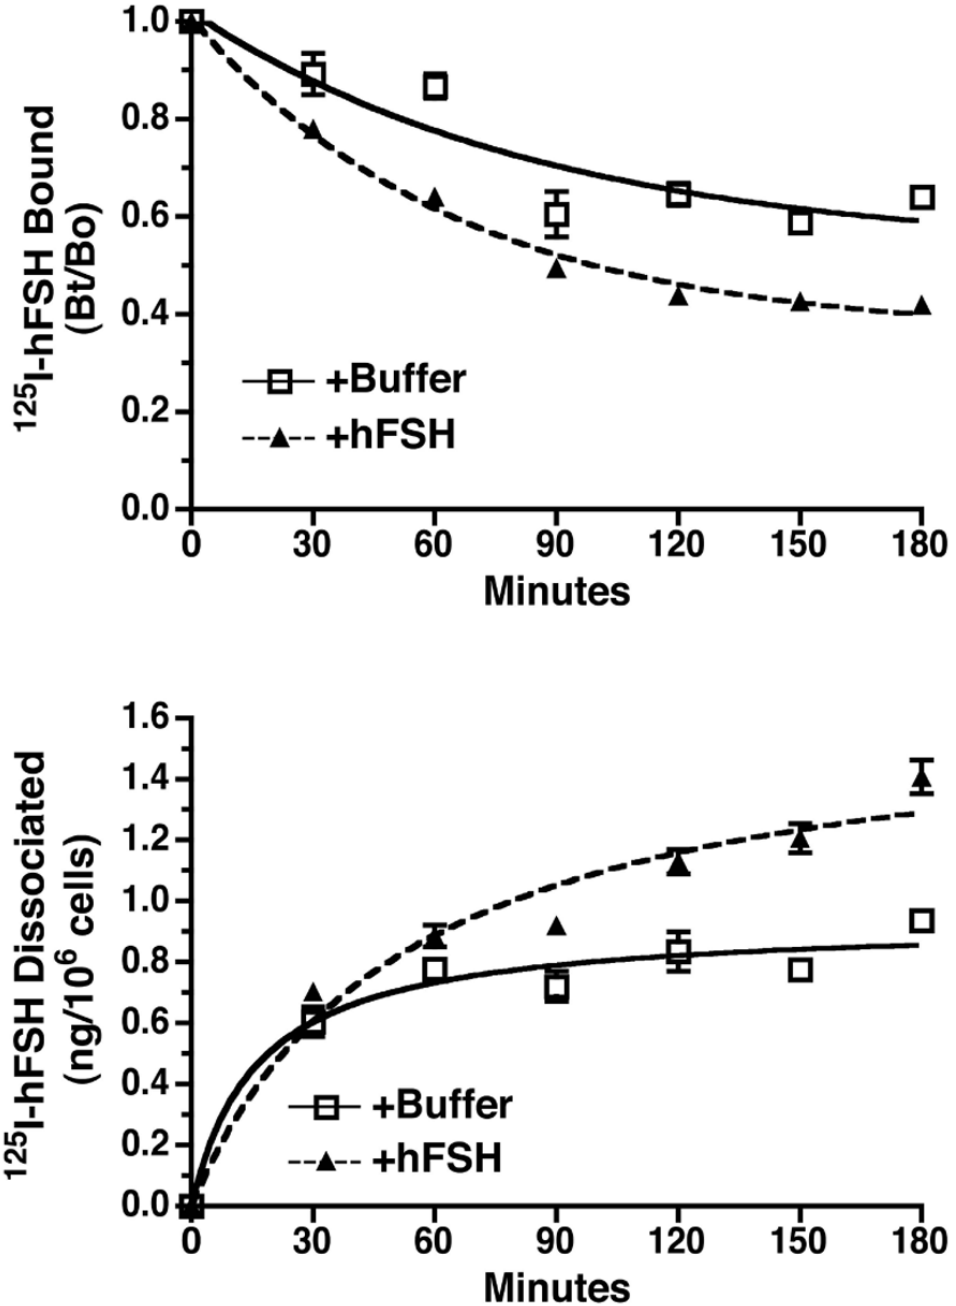 1.0
0.8
0.6
0.4
0.2
0.0
¹²⁵I-hFSH Bound
(Bt/Bo)
+Buffer
+hFSH
0 30 60 90 120 150 180
Minutes
1.6
1.4
1.2
1.0
0.8
0.6
0.4
0.2
0.0
¹²⁵I-hFSH Dissociated
(ng/10⁶ cells)
+Buffer
+hFSH
0 30 60 90 120 150 180
Minutes